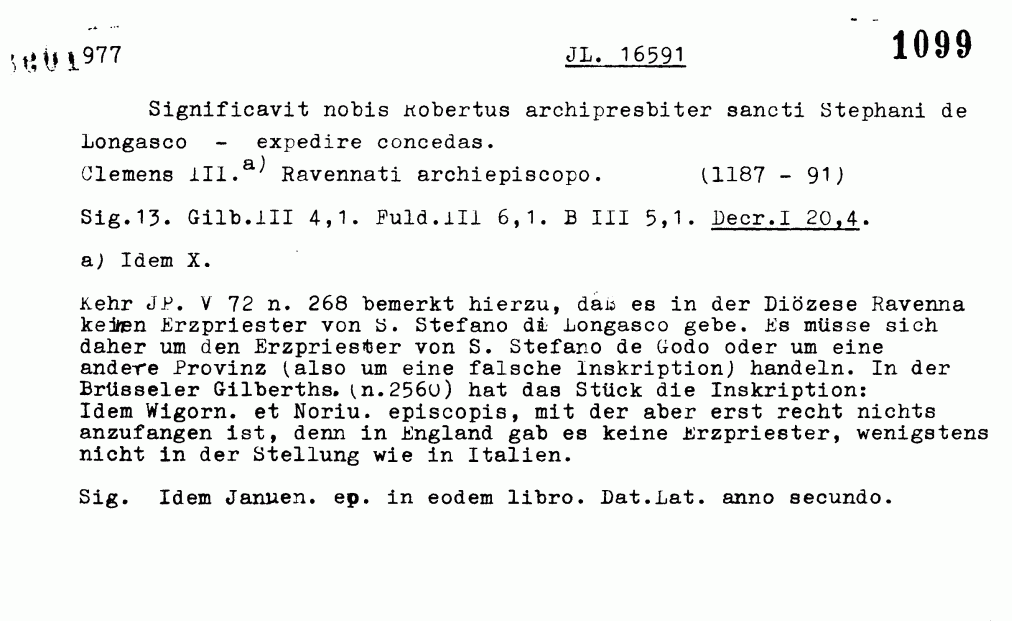 977 JL. 16591 1099
Significavit nobis Robertus archipresbiter sancti Stephani de
Longasco - expedire concedas.
Clemens III.a) Ravennati archiepiscopo. (1187 - 91)
Sig.13. Gilb.III 4,1. Fuld.III 6,1. B III 5,1. Decr.I 20,4.
a) Idem X.
Kehr JP. V 72 n. 268 bemerkt hierzu, daß es in der Diözese Ravenna
keinen Erzpriester von S. Stefano di Longasco gebe. Es müsse sich
daher um den Erzpriester von S. Stefano de Godo oder um eine
andere Provinz (also um eine falsche Inskription) handeln. In der
Brüsseler Gilberths. (n.2560) hat das Stück die Inskription:
Idem Wigorn. et Noriu. episcopis, mit der aber erst recht nichts
anzufangen ist, denn in England gab es keine Erzpriester, wenigstens
nicht in der Stellung wie in Italien.
Sig. Idem Januen. ep. in eodem libro. Dat.Lat. anno secundo.